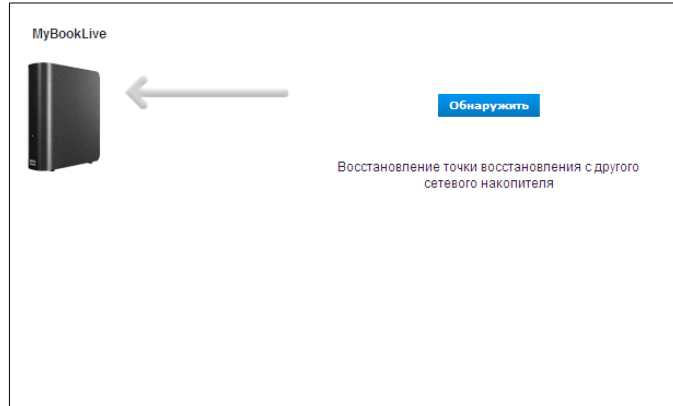 MyBookLive
Обнаружить
Восстановление точки восстановления с другого
сетевого накопителя